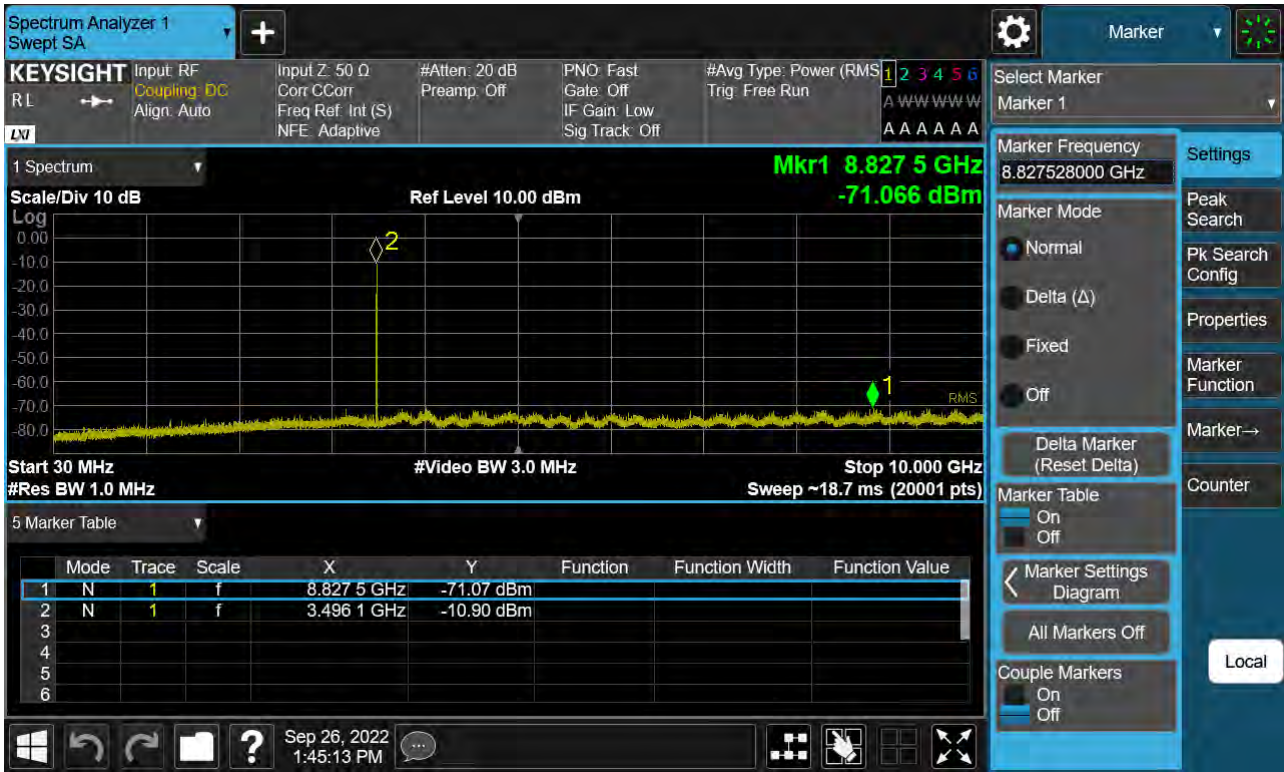 Spectrum Analyzer 1
Swept SA
+
Marker
KEYSIGHT
RL
LXI
Input: RF
Coupling: DC
Align: Auto
Input Z: 50 Ω
Corr CCorr
Freq Ref: Int (S)
NFE: Adaptive
#Atten: 20 dB
Preamp: Off
PNO: Fast
Gate: Off
IF Gain: Low
Sig Track: Off
#Avg Type: Power (RMS
Trig: Free Run
1 2 3 4 5 6
A W W W W W
A A A A A A
1 Spectrum
Mkr1 8.827 5 GHz
-71.066 dBm
Scale/Div 10 dB
Ref Level 10.00 dBm
Log
0.00
-10.0
-20.0
-30.0
-40.0
-50.0
-60.0
-70.0
-80.0
2
1
RMS
Start 30 MHz
#Video BW 3.0 MHz
Stop 10.000 GHz
#Res BW 1.0 MHz
Sweep ~18.7 ms (20001 pts)
5 Marker Table
Mode Trace Scale X Y Function Function Width Function Value
1 N 1 f 8.827 5 GHz -71.07 dBm
2 N 1 f 3.496 1 GHz -10.90 dBm
3
4
5
6
Select Marker
Marker 1
Marker Frequency
8.827528000 GHz
Marker Mode
Normal
Delta (Δ)
Fixed
Off
Delta Marker
(Reset Delta)
Marker Table
On
Off
Marker Settings
Diagram
All Markers Off
Couple Markers
On
Off
Settings
Peak
Search
Pk Search
Config
Properties
Marker
Function
Marker→
Counter
Local
?
Sep 26, 2022
1:45:13 PM